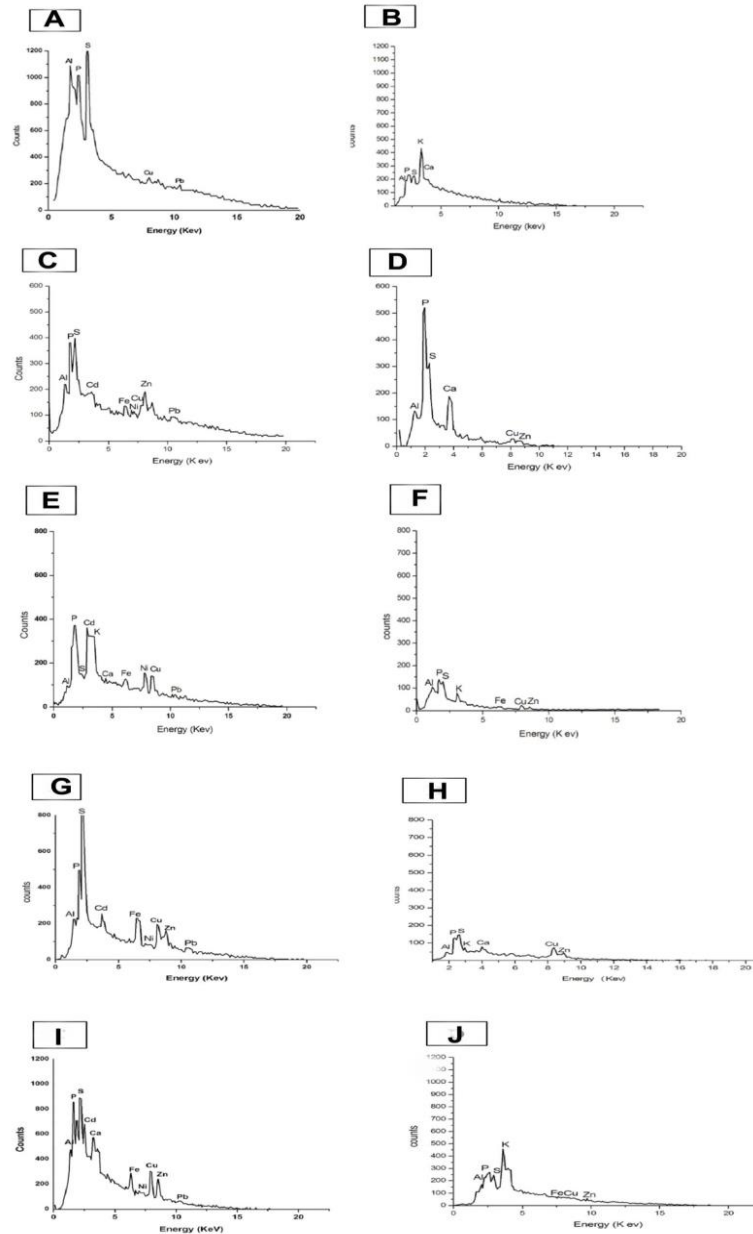 A
1200
1000
800
600
400
200
0
Counts
Al
P
S
Cu
Pb
0
5
10
15
20
Energy (Kev)
B
1200
1100
1000
900
800
700
600
500
400
300
200
100
0
counts
Al
P
S
K
Ca
5
10
15
20
Energy (kev)
C
600
500
400
300
200
100
0
Counts
Al
P
S
Cd
Fe
Ni
Cu
Zn
Pb
0
5
10
15
20
Energy (K ev)
D
600
500
400
300
200
100
0
Counts
Al
P
S
Ca
Cu
Zn
0
2
4
6
8
10
12
14
16
18
20
Energy (K ev)
E
800
600
400
200
0
Counts
Al
P
S
Cd
K
Ca
Fe
Ni
Cu
Pb
0
5
10
15
20
Energy (Kev)
F
800
700
600
500
400
300
200
100
0
Counts
Al
P
S
K
Fe
Cu
Zn
0
5
10
15
20
Energy (K ev)
G
800
600
400
200
0
counts
Al
P
S
Cd
Fe
Ni
Cu
Zn
Pb
0
5
10
15
20
Energy (Kev)
H
800
700
600
500
400
300
200
150
100
0
counts
Al
P
S
K
Ca
Cu
Zn
2
4
6
8
10
12
14
16
18
20
Energy (Kev)
I
1200
1000
800
600
400
200
0
Counts
Al
P
S
Cd
Ca
Fe
Ni
Cu
Zn
Pb
0
5
10
15
20
Energy (KeV)
J
1200
1000
900
800
700
600
500
400
300
200
100
0
Counts
Al
P
S
K
Fe
Cu
Zn
0
5
10
15
20
Energy (K ev)